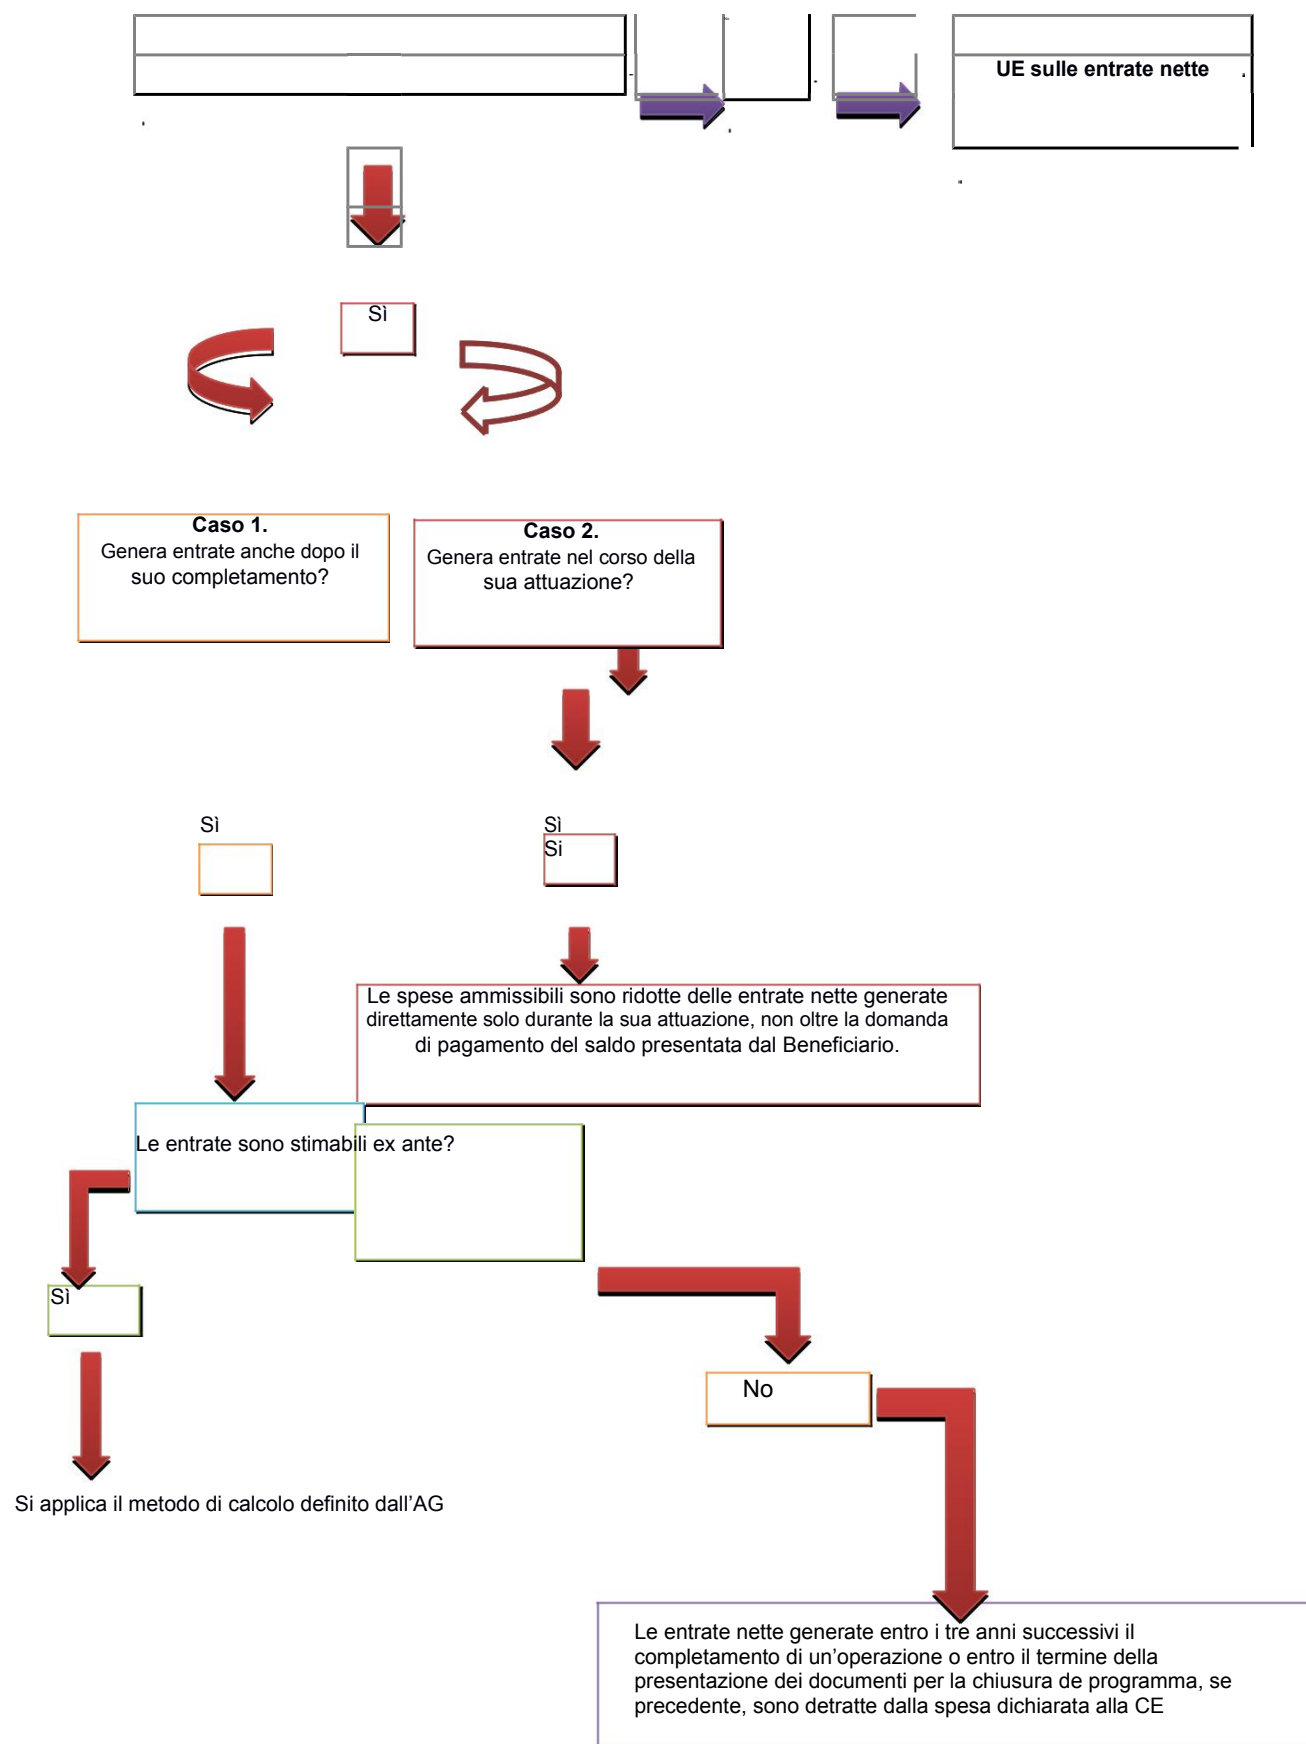 UE sulle entrate nette
Sì
Caso 1.
Genera entrate anche dopo il
suo completamento?
Caso 2.
Genera entrate nel corso della
sua attuazione?
Sì
Sì
Si
Le spese ammissibili sono ridotte delle entrate nette generate
direttamente solo durante la sua attuazione, non oltre la domanda
di pagamento del saldo presentata dal Beneficiario.
Le entrate sono stimabili ex ante?
Sì
No
Si applica il metodo di calcolo definito dall’AG
Le entrate nette generate entro i tre anni successivi il
completamento di un’operazione o entro il termine della
presentazione dei documenti per la chiusura de programma, se
precedente, sono detratte dalla spesa dichiarata alla CE